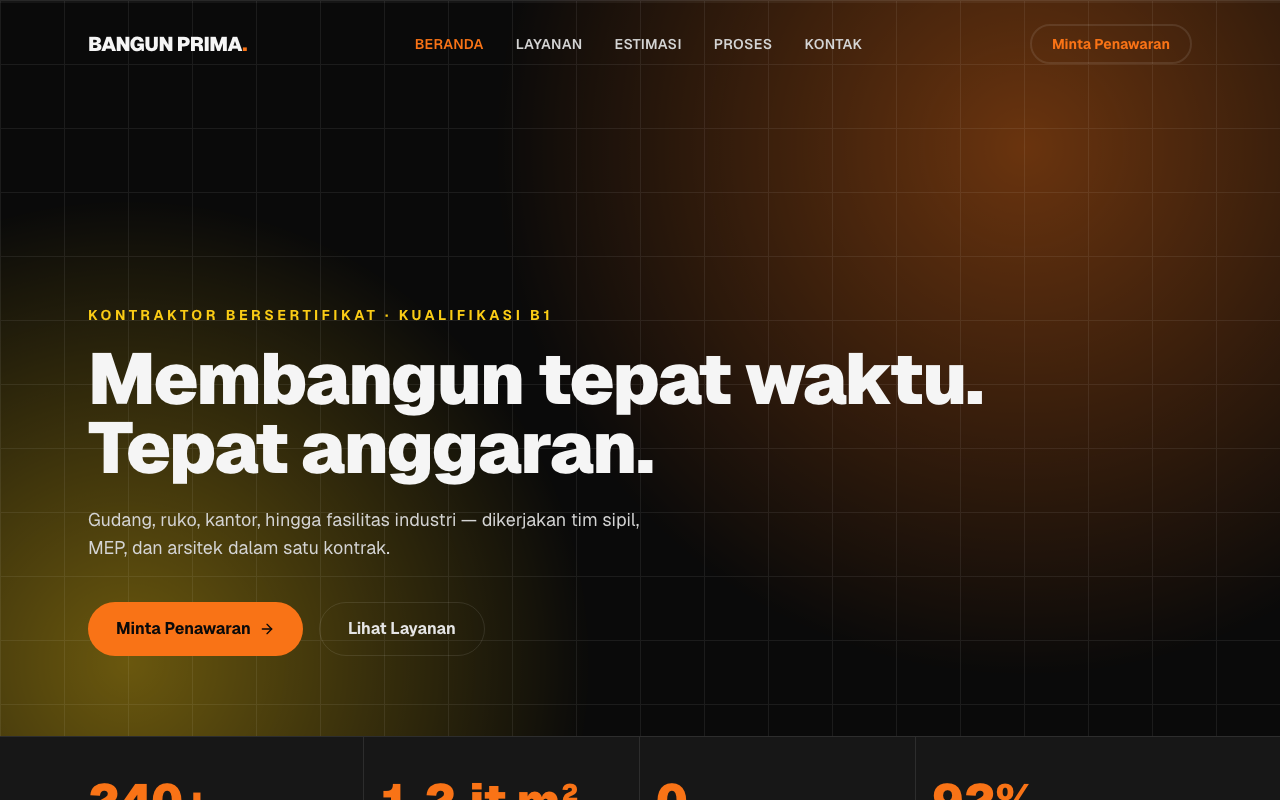 BANGUN PRIMA.
BERANDA LAYANAN ESTIMASI PROSES KONTAK
Minta Penawaran
KONTRAKTOR BERSERTIFIKAT · KUALIFIKASI B1
Membangun tepat waktu.
Tepat anggaran.
Gudang, ruko, kantor, hingga fasilitas industri — dikerjakan tim sipil,
MEP, dan arsitek dalam satu kontrak.
Minta Penawaran →
Lihat Layanan